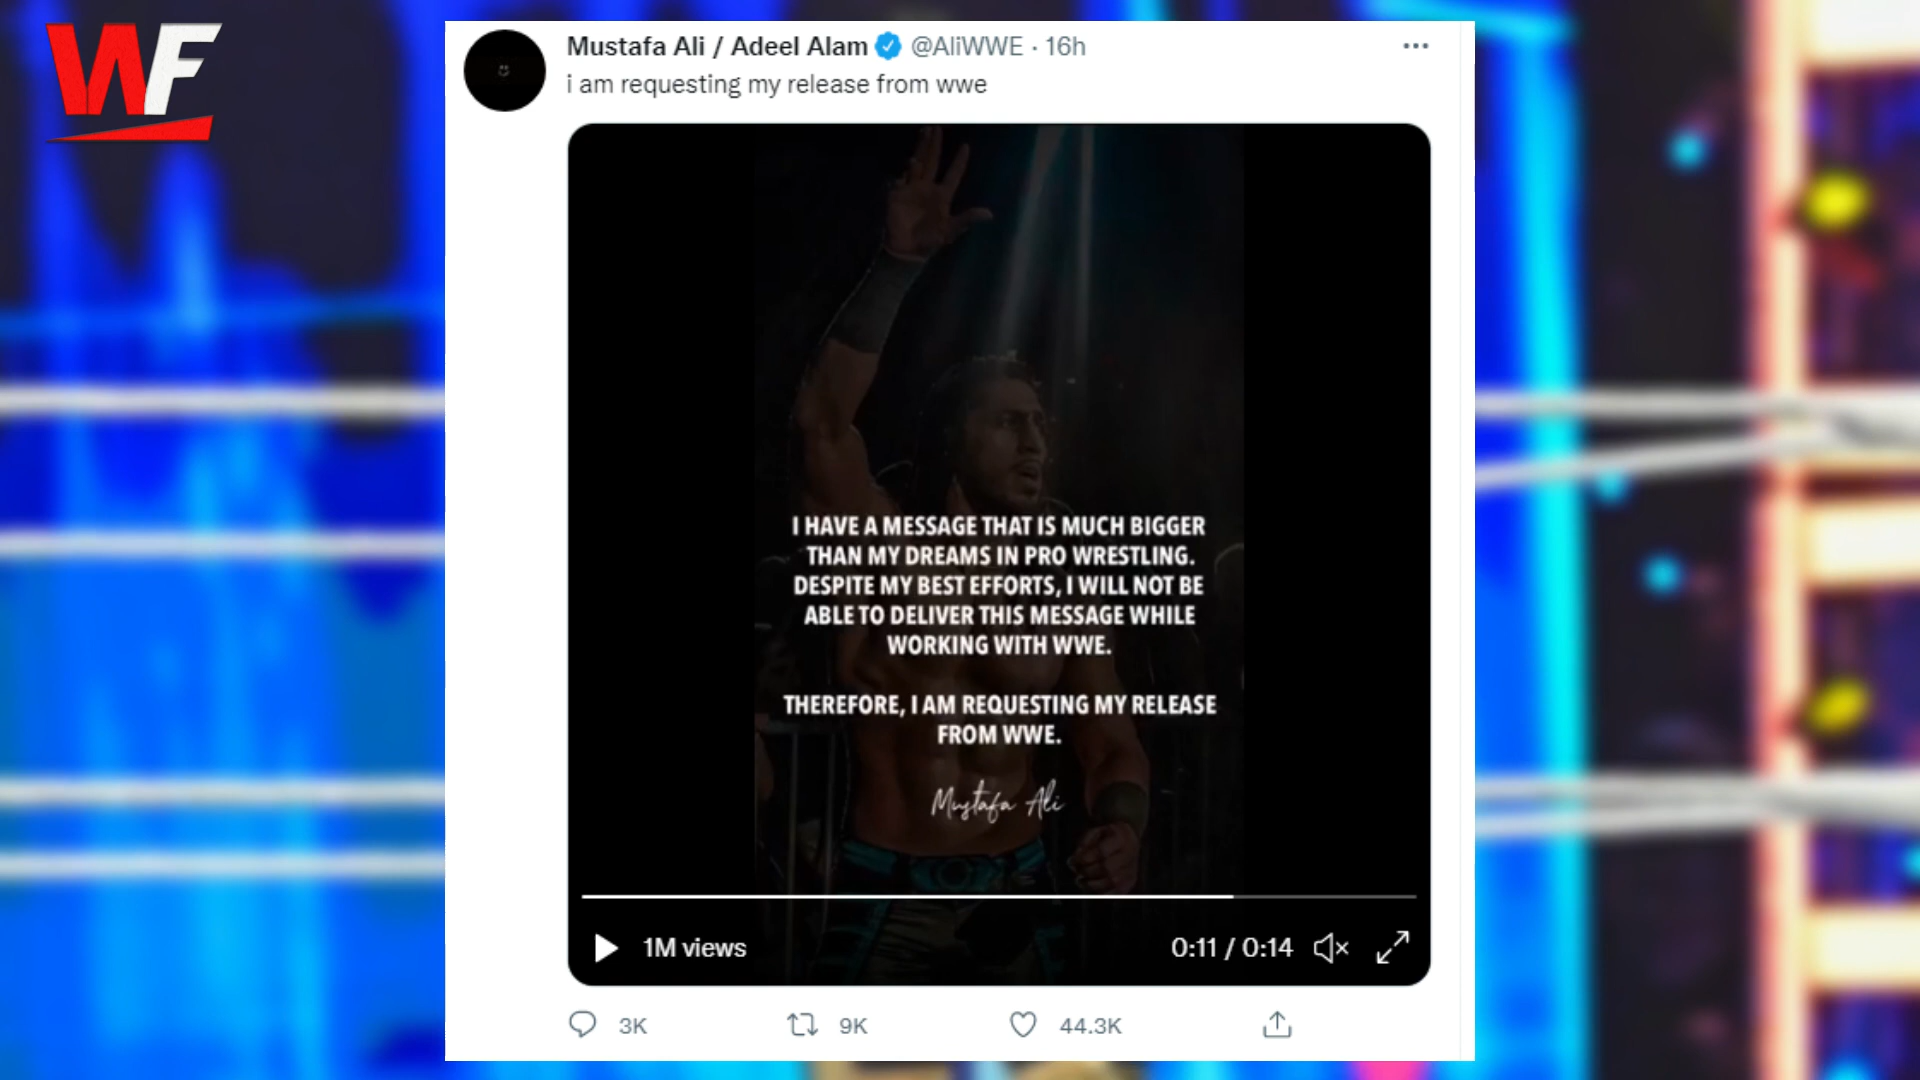 WF
Mustafa Ali / Adeel Alam @AliWWE · 16h
i am requesting my release from wwe
I HAVE A MESSAGE THAT IS MUCH BIGGER
THAN MY DREAMS IN PRO WRESTLING.
DESPITE MY BEST EFFORTS, I WILL NOT BE
ABLE TO DELIVER THIS MESSAGE WHILE
WORKING WITH WWE.
THEREFORE, I AM REQUESTING MY RELEASE
FROM WWE.
Mustafa Ali
1M views 0:11 / 0:14
3K 9K 44.3K